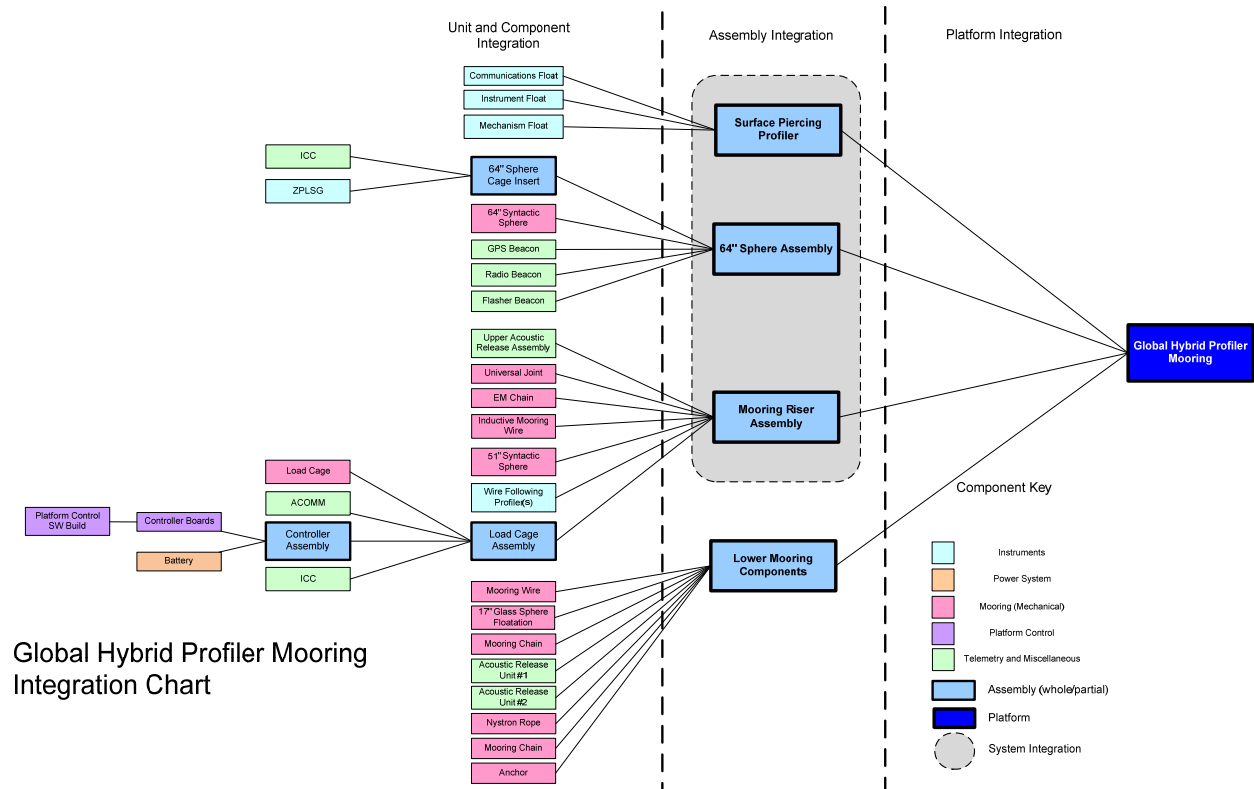 Unit and Component
Integration
Assembly Integration
Platform Integration
Communications Float
Instrument Float
Mechanism Float
Surface Piercing
Profiler
ICC
ZPLSG
64" Sphere
Cage Insert
64" Syntactic
Sphere
GPS Beacon
Radio Beacon
Flasher Beacon
64" Sphere Assembly
Upper Acoustic
Release Assembly
Universal Joint
EM Chain
Inductive Mooring
Wire
51" Syntactic
Sphere
Wire Following
Profiler(s)
Mooring Riser
Assembly
Global Hybrid Profiler
Mooring
Load Cage
ACOMM
Platform Control
SW Build
Controller Boards
Battery
Controller
Assembly
ICC
Load Cage
Assembly
Lower Mooring
Components
Mooring Wire
17" Glass Sphere
Floatation
Mooring Chain
Acoustic Release
Unit #1
Acoustic Release
Unit #2
Nystron Rope
Mooring Chain
Anchor
Global Hybrid Profiler Mooring
Integration Chart
Component Key
Instruments
Power System
Mooring (Mechanical)
Platform Control
Telemetry and Miscellaneous
Assembly (whole/partial)
Platform
System Integration